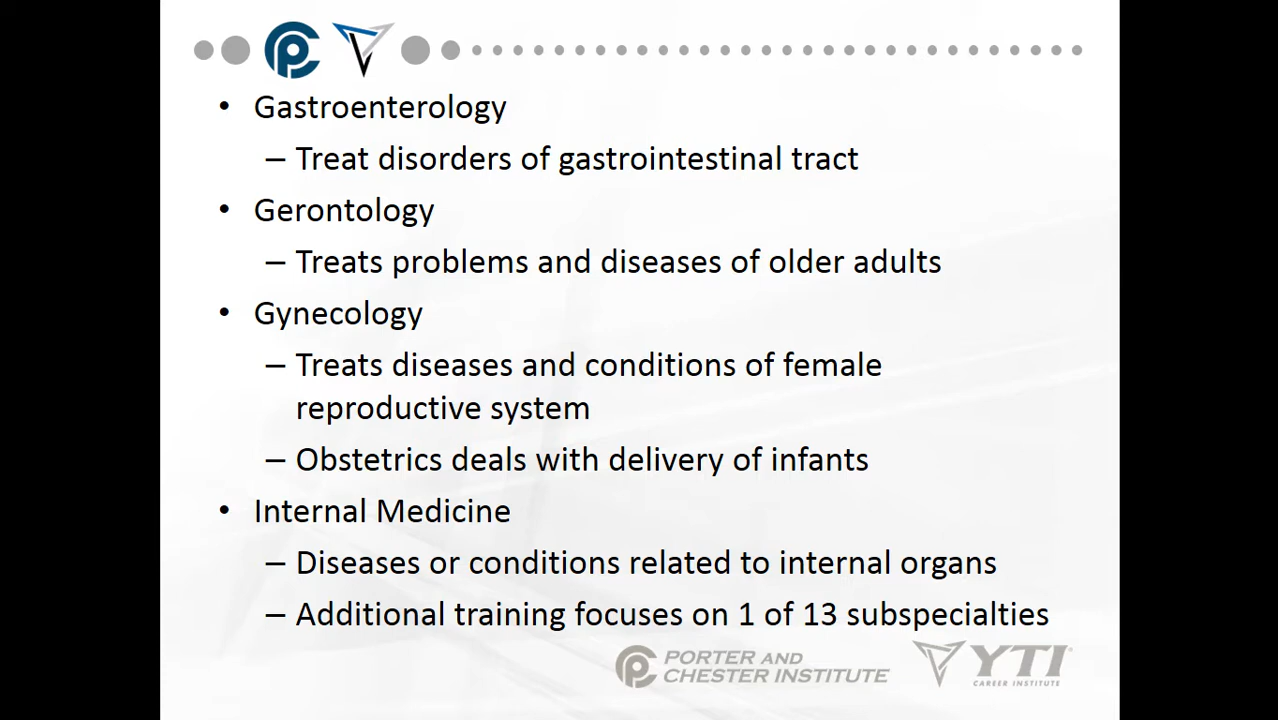 • Gastroenterology
– Treat disorders of gastrointestinal tract
• Gerontology
– Treats problems and diseases of older adults
• Gynecology
– Treats diseases and conditions of female
reproductive system
– Obstetrics deals with delivery of infants
• Internal Medicine
– Diseases or conditions related to internal organs
– Additional training focuses on 1 of 13 subspecialties
PORTER AND
CHESTER INSTITUTE
YTI
CAREER INSTITUTE